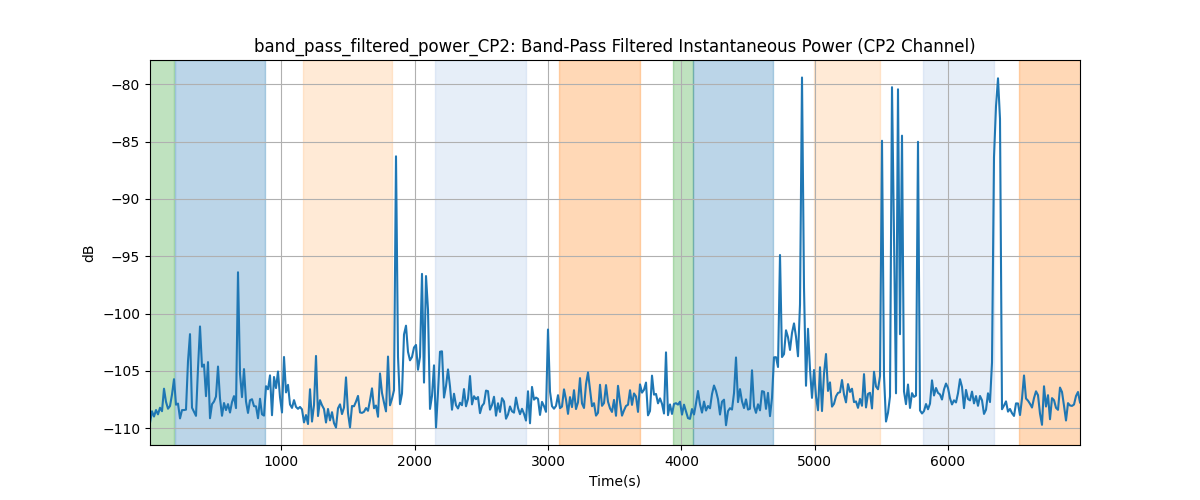 band_pass_filtered_power_CP2: Band-Pass Filtered Instantaneous Power (CP2 Channel)
−80
−85
−90
−95
−100
−105
−110
dB
1000 2000 3000 4000 5000 6000
Time(s)